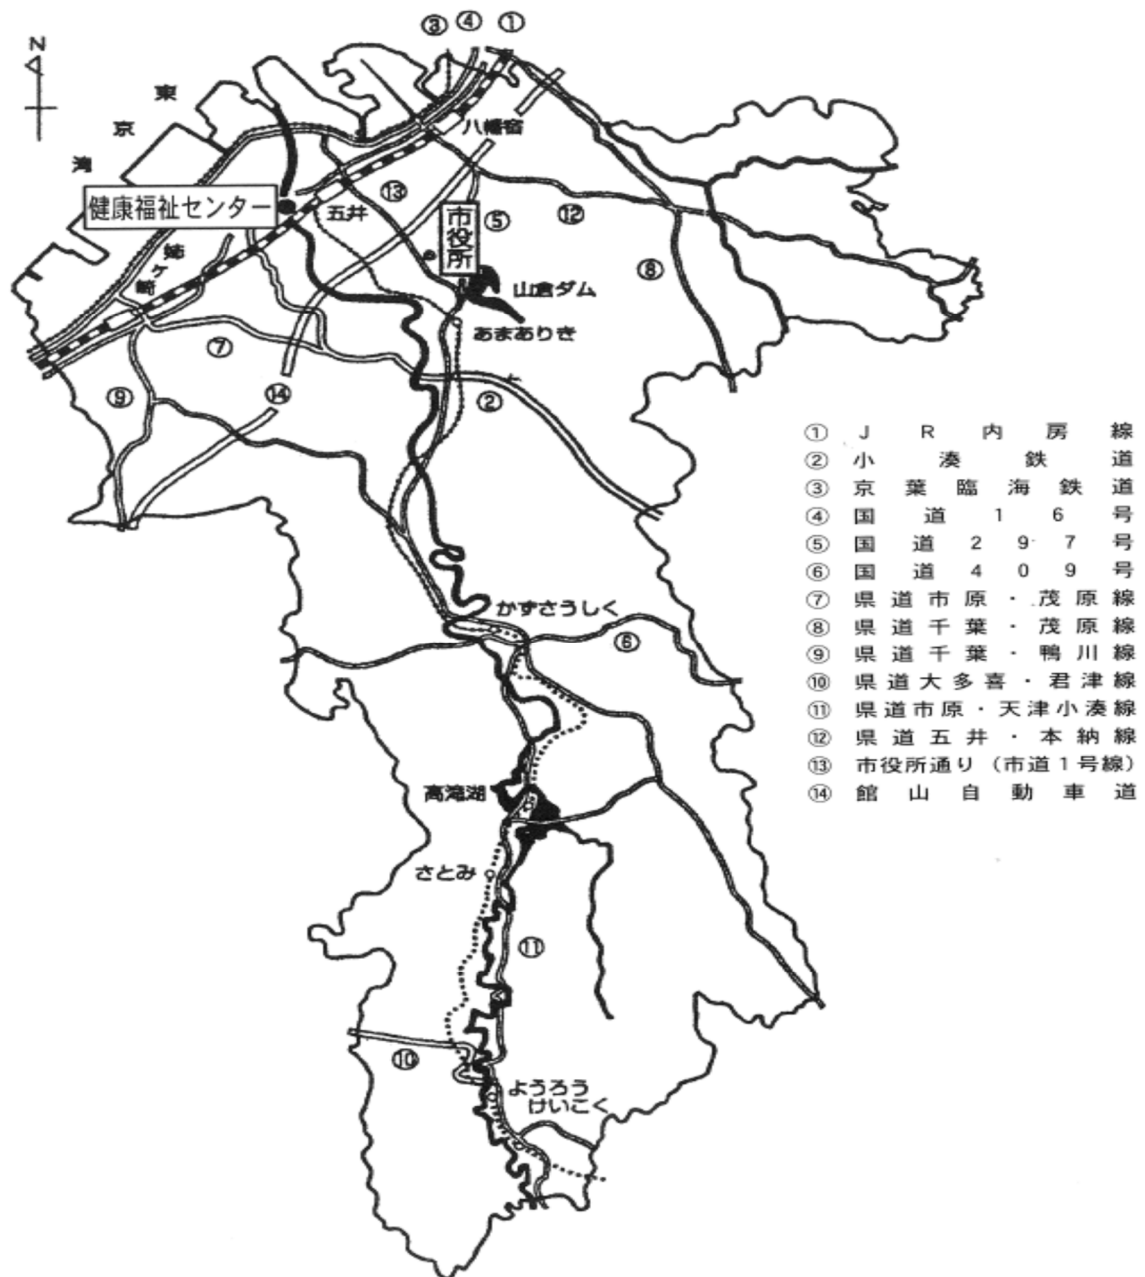 ③ ④ ①
N
東京湾
八幡宿
⑬
健康福祉センター
五井
市役所
⑤
⑫
姉ヶ崎
⑧
山倉ダム
あまありき
⑦
⑨
⑭
②
① JR内房線
② 小湊鉄道
③ 京葉臨海鉄道
④ 国道16号
⑤ 国道297号
⑥ 国道409号
⑦ 県道市原・茂原線
⑧ 県道千葉・茂原線
⑨ 県道千葉・鴨川線
⑩ 県道大多喜・君津線
⑪ 県道市原・天津小湊線
⑫ 県道五井・本納線
⑬ 市役所通り(市道1号線)
⑭ 館山自動車道
かずさうしく
⑥
高滝湖
さとみ
⑪
⑩
ようろう
けいこく